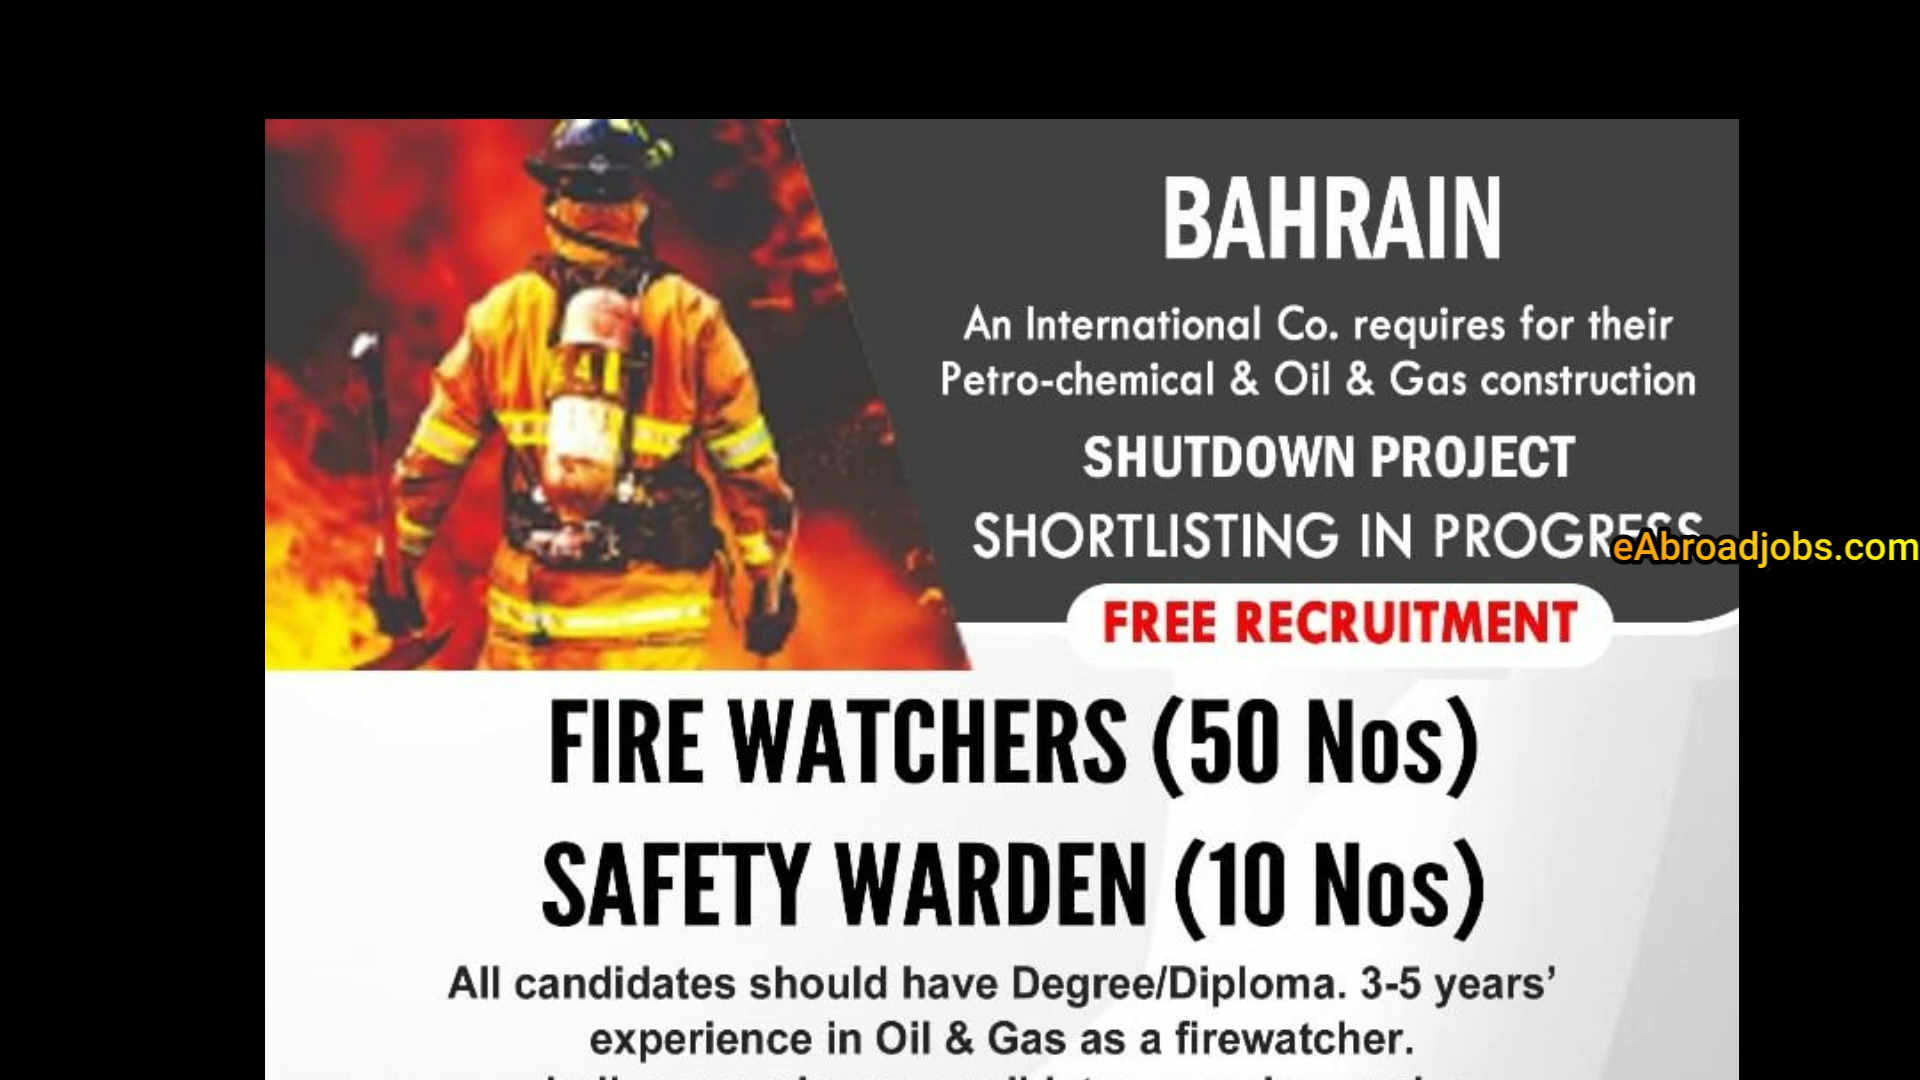 BAHRAIN
An International Co. requires for their
Petro-chemical & Oil & Gas construction
SHUTDOWN PROJECT
SHORTLISTING IN PROGRESS
eAbroadjobs.com
FREE RECRUITMENT
FIRE WATCHERS (50 Nos)
SAFETY WARDEN (10 Nos)
All candidates should have Degree/Diploma. 3-5 years’
experience in Oil & Gas as a firewatcher.